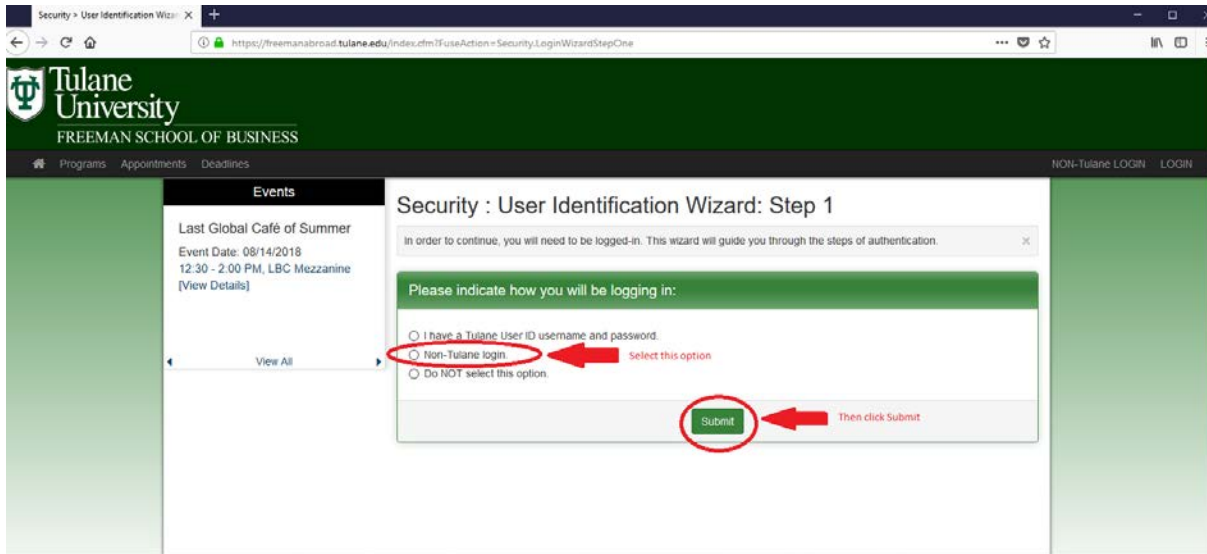 Security > User Identification Wizar
https://freemanabroad.tulane.edu/index.cfm?FuseAction=Security.LoginWizardStepOne
Tulane
University
FREEMAN SCHOOL OF BUSINESS
Programs Appointments Deadlines
NON-Tulane LOGIN LOGIN
Events
Last Global Café of Summer
Event Date: 08/14/2018
12:30 - 2:00 PM, LBC Mezzanine
[View Details]
View All
Security : User Identification Wizard: Step 1
In order to continue, you will need to be logged-in. This wizard will guide you through the steps of authentication.
Please indicate how you will be logging in:
I have a Tulane User ID username and password.
Non-Tulane login.
Select this option
Do NOT select this option.
Submit
Then click Submit